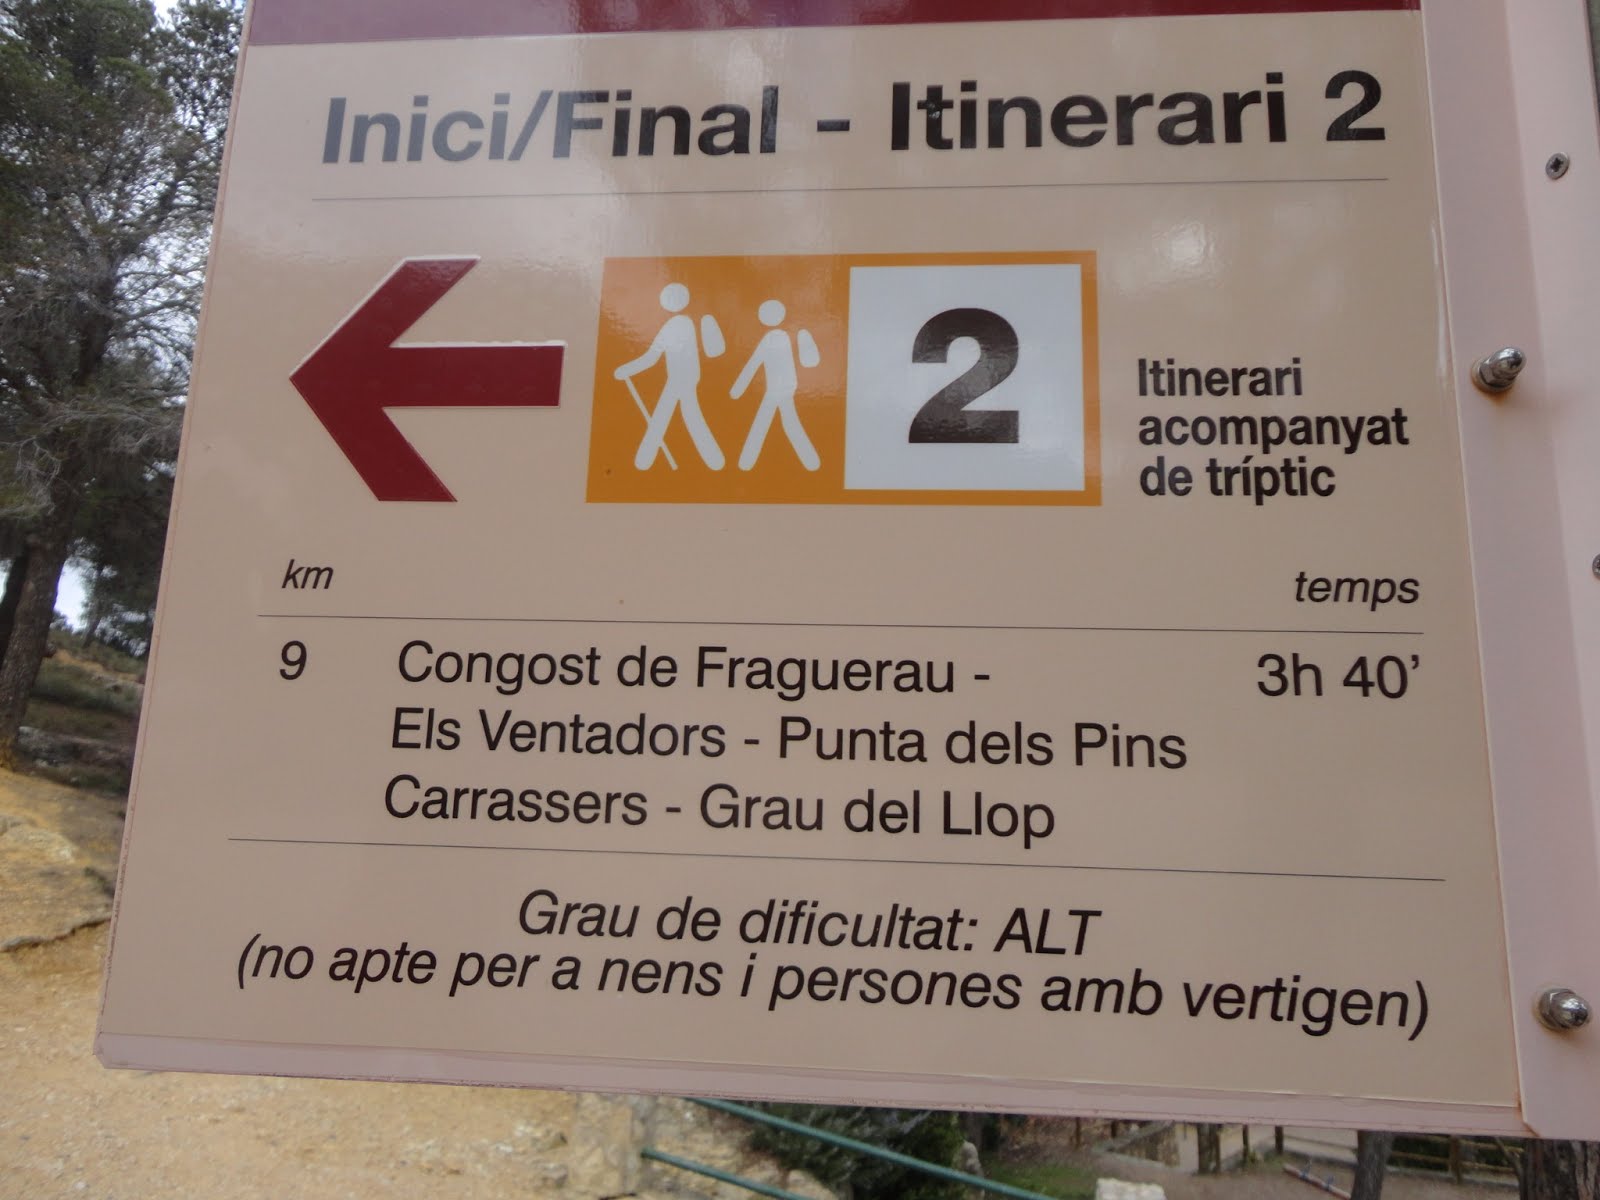 Inici/Final - Itinerari 2
2
Itinerari
acompanyat
de tríptic
km
temps
9 Congost de Fraguerau - 3h 40’
Els Ventadors - Punta dels Pins
Carrassers - Grau del Llop
Grau de dificultat: ALT
(no apte per a nens i persones amb vertigen)